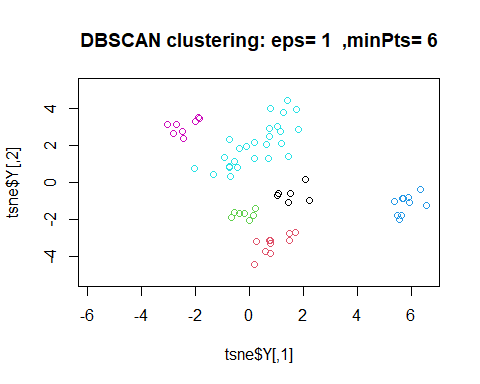 DBSCAN clustering: eps= 1  ,minPts= 6
tsne$Y[,2]
4
2
0
-2
-4
-6 -4 -2 0 2 4 6
tsne$Y[,1]